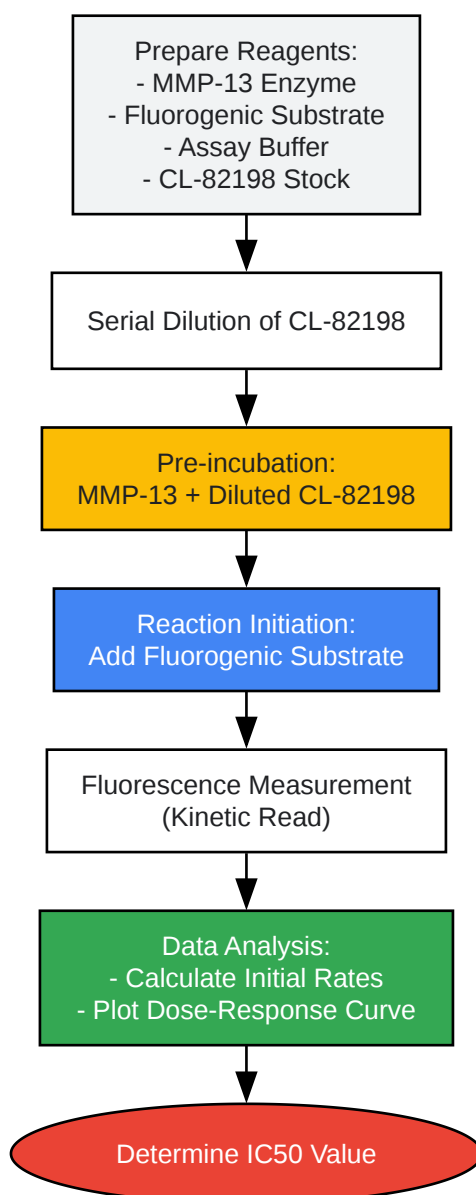 Prepare Reagents:
- MMP-13 Enzyme
- Fluorogenic Substrate
- Assay Buffer
- CL-82198 Stock
Serial Dilution of CL-82198
Pre-incubation:
MMP-13 + Diluted CL-82198
Reaction Initiation:
Add Fluorogenic Substrate
Fluorescence Measurement
(Kinetic Read)
Data Analysis:
- Calculate Initial Rates
- Plot Dose-Response Curve
Determine IC50 Value